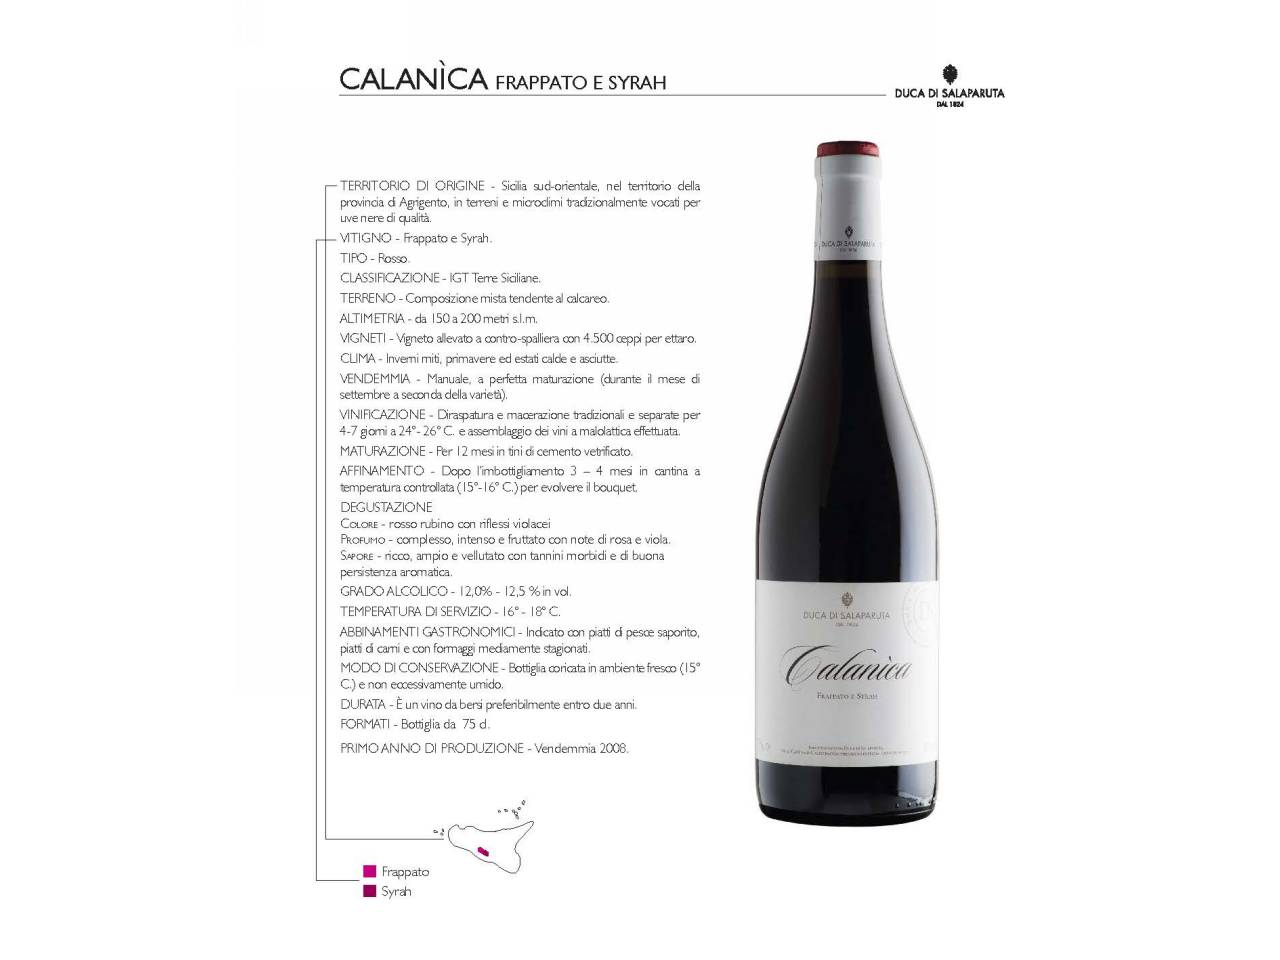 CALANÌCA FRAPPATO E SYRAH
DUCA DI SALAPARUTA
DAL 1824
TERRITORIO DI ORIGINE - Sicilia sud-orientale, nel territorio della
provincia di Agrigento, in terreni e microclimi tradizionalmente vocati per
uve nere di qualità.
VITIGNO - Frappato e Syrah.
TIPO - Rosso.
CLASSIFICAZIONE - IGT Terre Siciliane.
TERRENO - Composizione mista tendente al calcareo.
ALTIMETRIA - da 150 a 200 metri s.l.m.
VIGNETI - Vigneto allevato a contro-spalliera con 4.500 ceppi per ettaro.
CLIMA - Inverni miti, primavere ed estati calde e asciutte.
VENDEMMIA - Manuale, a perfetta maturazione (durante il mese di
settembre a seconda della varietà).
VINIFICAZIONE - Diraspatura e macerazione tradizionali e separate per
4-7 giorni a 24°- 26° C. e assemblaggio dei vini a malolattica effettuata.
MATURAZIONE - Per 12 mesi in tini di cemento vetrificato.
AFFINAMENTO - Dopo l'imbottigliamento 3 – 4 mesi in cantina a
temperatura controllata (15°-16° C.) per evolvere il bouquet.
DEGUSTAZIONE
COLORE - rosso rubino con riflessi violacei
PROFUMO - complesso, intenso e fruttato con note di rosa e viola.
SAPORE - ricco, ampio e vellutato con tannini morbidi e di buona
persistenza aromatica.
GRADO ALCOLICO - 12,0% - 12,5 % in vol.
TEMPERATURA DI SERVIZIO - 16° - 18° C.
ABBINAMENTI GASTRONOMICI - Indicato con piatti di pesce saporito,
piatti di carni e con formaggi mediamente stagionati.
MODO DI CONSERVAZIONE - Bottiglia coricata in ambiente fresco (15°
C.) e non eccessivamente umido.
DURATA - È un vino da bersi preferibilmente entro due anni.
FORMATI - Bottiglia da 75 cl.
PRIMO ANNO DI PRODUZIONE - Vendemmia 2008.
Frappato
Syrah
DUCA DI SALAPARUTA
DUCA DI SALAPARUTA
DAL 1824
Calanìca
FRAPPATO E SYRAH